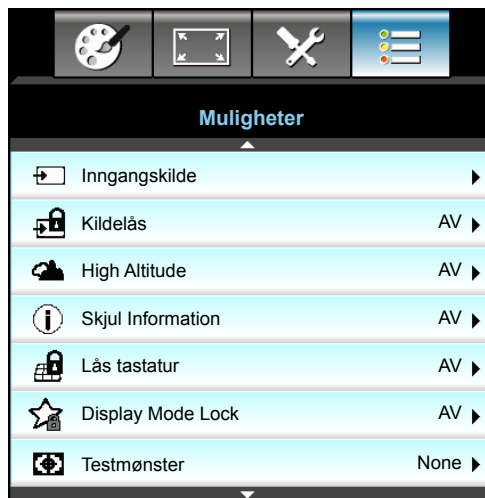 Muligheter
Inngangskilde
Kildelås AV
High Altitude AV
Skjul Information AV
Lås tastatur AV
Display Mode Lock AV
Testmønster None